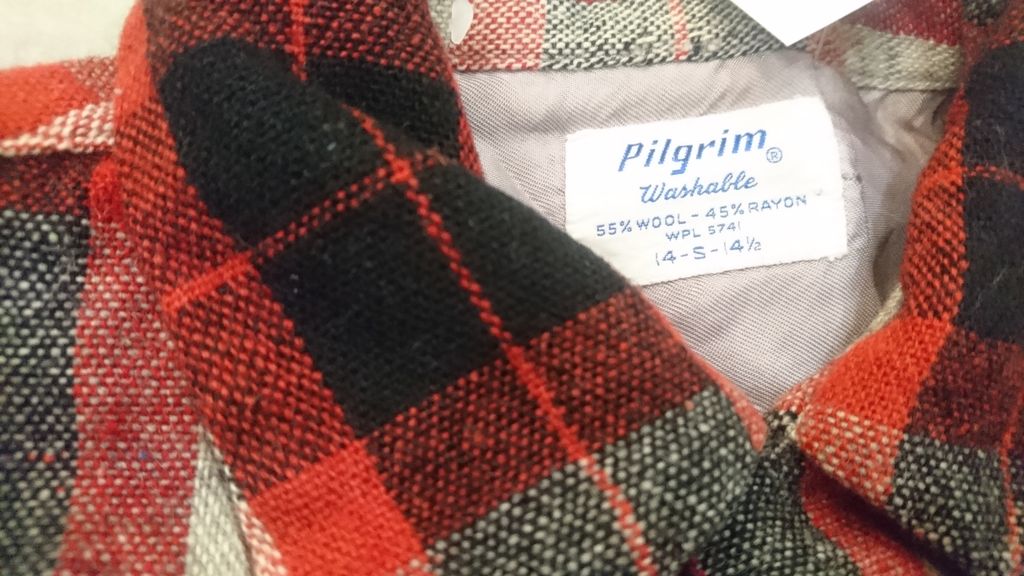 Pilgrim®
Washable
55% WOOL - 45% RAYON
WPL 5741
14-S-14½